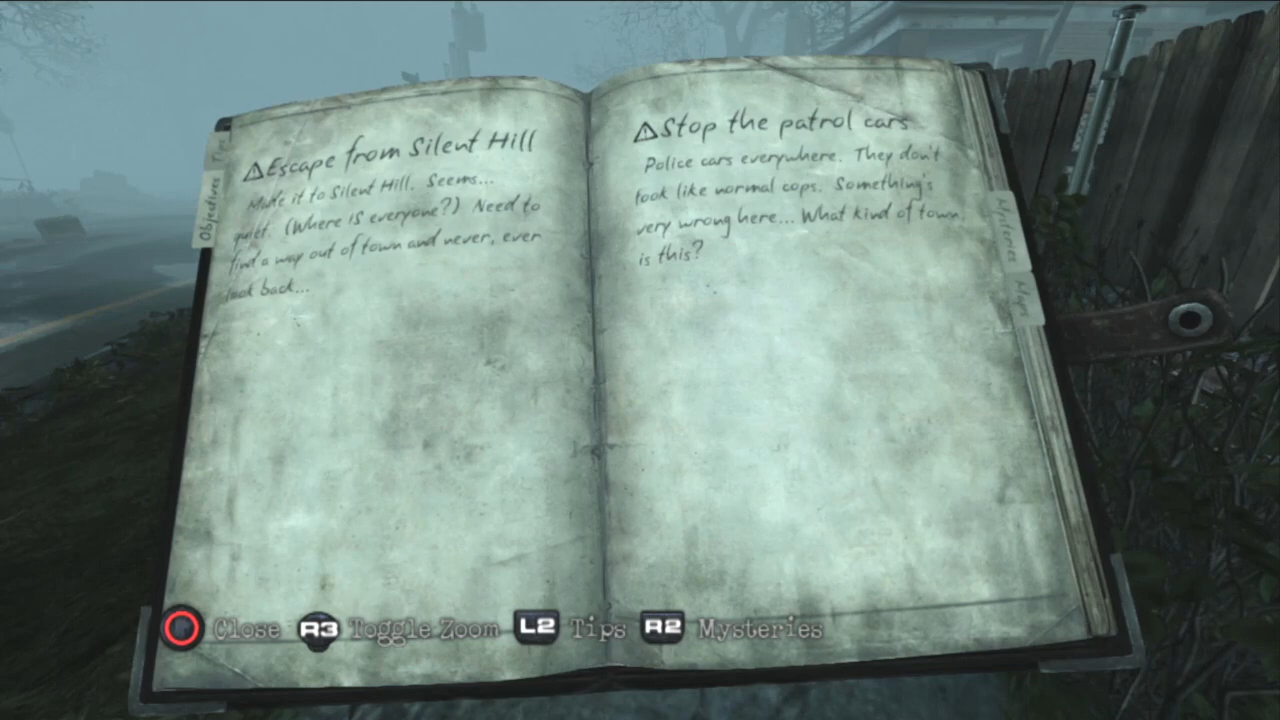 Tips
Objectives
⚠Escape from Silent Hill
Made it to Silent Hill. Seems...
quiet. (Where IS everyone?) Need to
find a way out of town and never, ever
look back...
⚠Stop the patrol cars
Police cars everywhere. They don't
look like normal cops. Something's
very wrong here... What kind of town
is this?
Mysteries
Maps
Close R3 Toggle Zoom L2 Tips R2 Mysteries